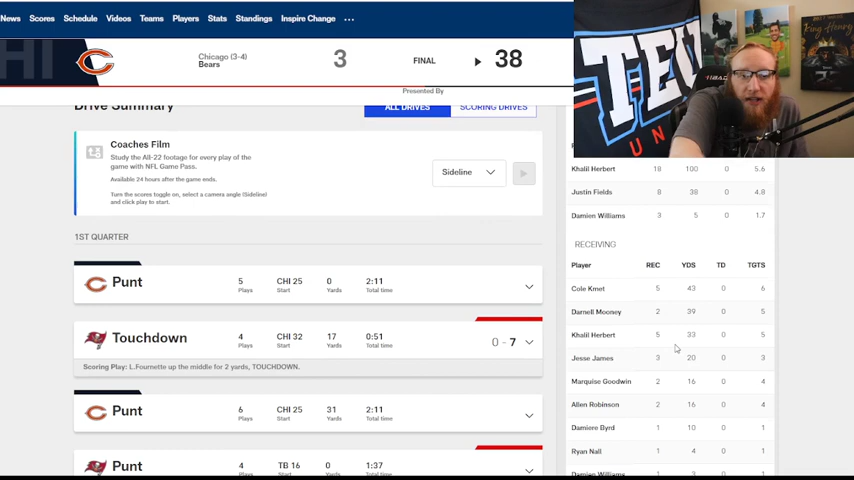 News Scores Schedule Videos Teams Players Stats Standings Inspire Change ...
Chicago (3-4)
Bears
3
FINAL
38
Presented By
Drive Summary
ALL DRIVES
SCORING DRIVES
Coaches Film
Study the All-22 footage for every play of the
game with NFL Game Pass.
Available 24 hours after the game ends.
Turn the scores toggle on, select a camera angle (Sideline)
and click play to start.
Sideline
1ST QUARTER
Punt
5 CHI 25 0 2:11
Plays Start Yards Total time
Touchdown
4 CHI 32 17 0:51
Plays Start Yards Total time
0 - 7
Scoring Play: L.Fournette up the middle for 2 yards, TOUCHDOWN.
Punt
6 CHI 25 31 2:11
Plays Start Yards Total time
Punt
4 TB 16 0 1:37
Plays Start Yards Total time
Khalil Herbert 18 100 0 5.6
Justin Fields 8 38 0 4.8
Damien Williams 3 5 0 1.7
RECEIVING
Player REC YDS TD TGTS
Cole Kmet 5 43 0 6
Darnell Mooney 2 39 0 5
Khalil Herbert 5 33 0 5
Jesse James 3 20 0 3
Marquise Goodwin 2 16 0 4
Allen Robinson 2 16 0 4
Damiere Byrd 1 10 0 1
Ryan Nall 1 4 0 1
Damien Williams 1 3 0 1
King Henry